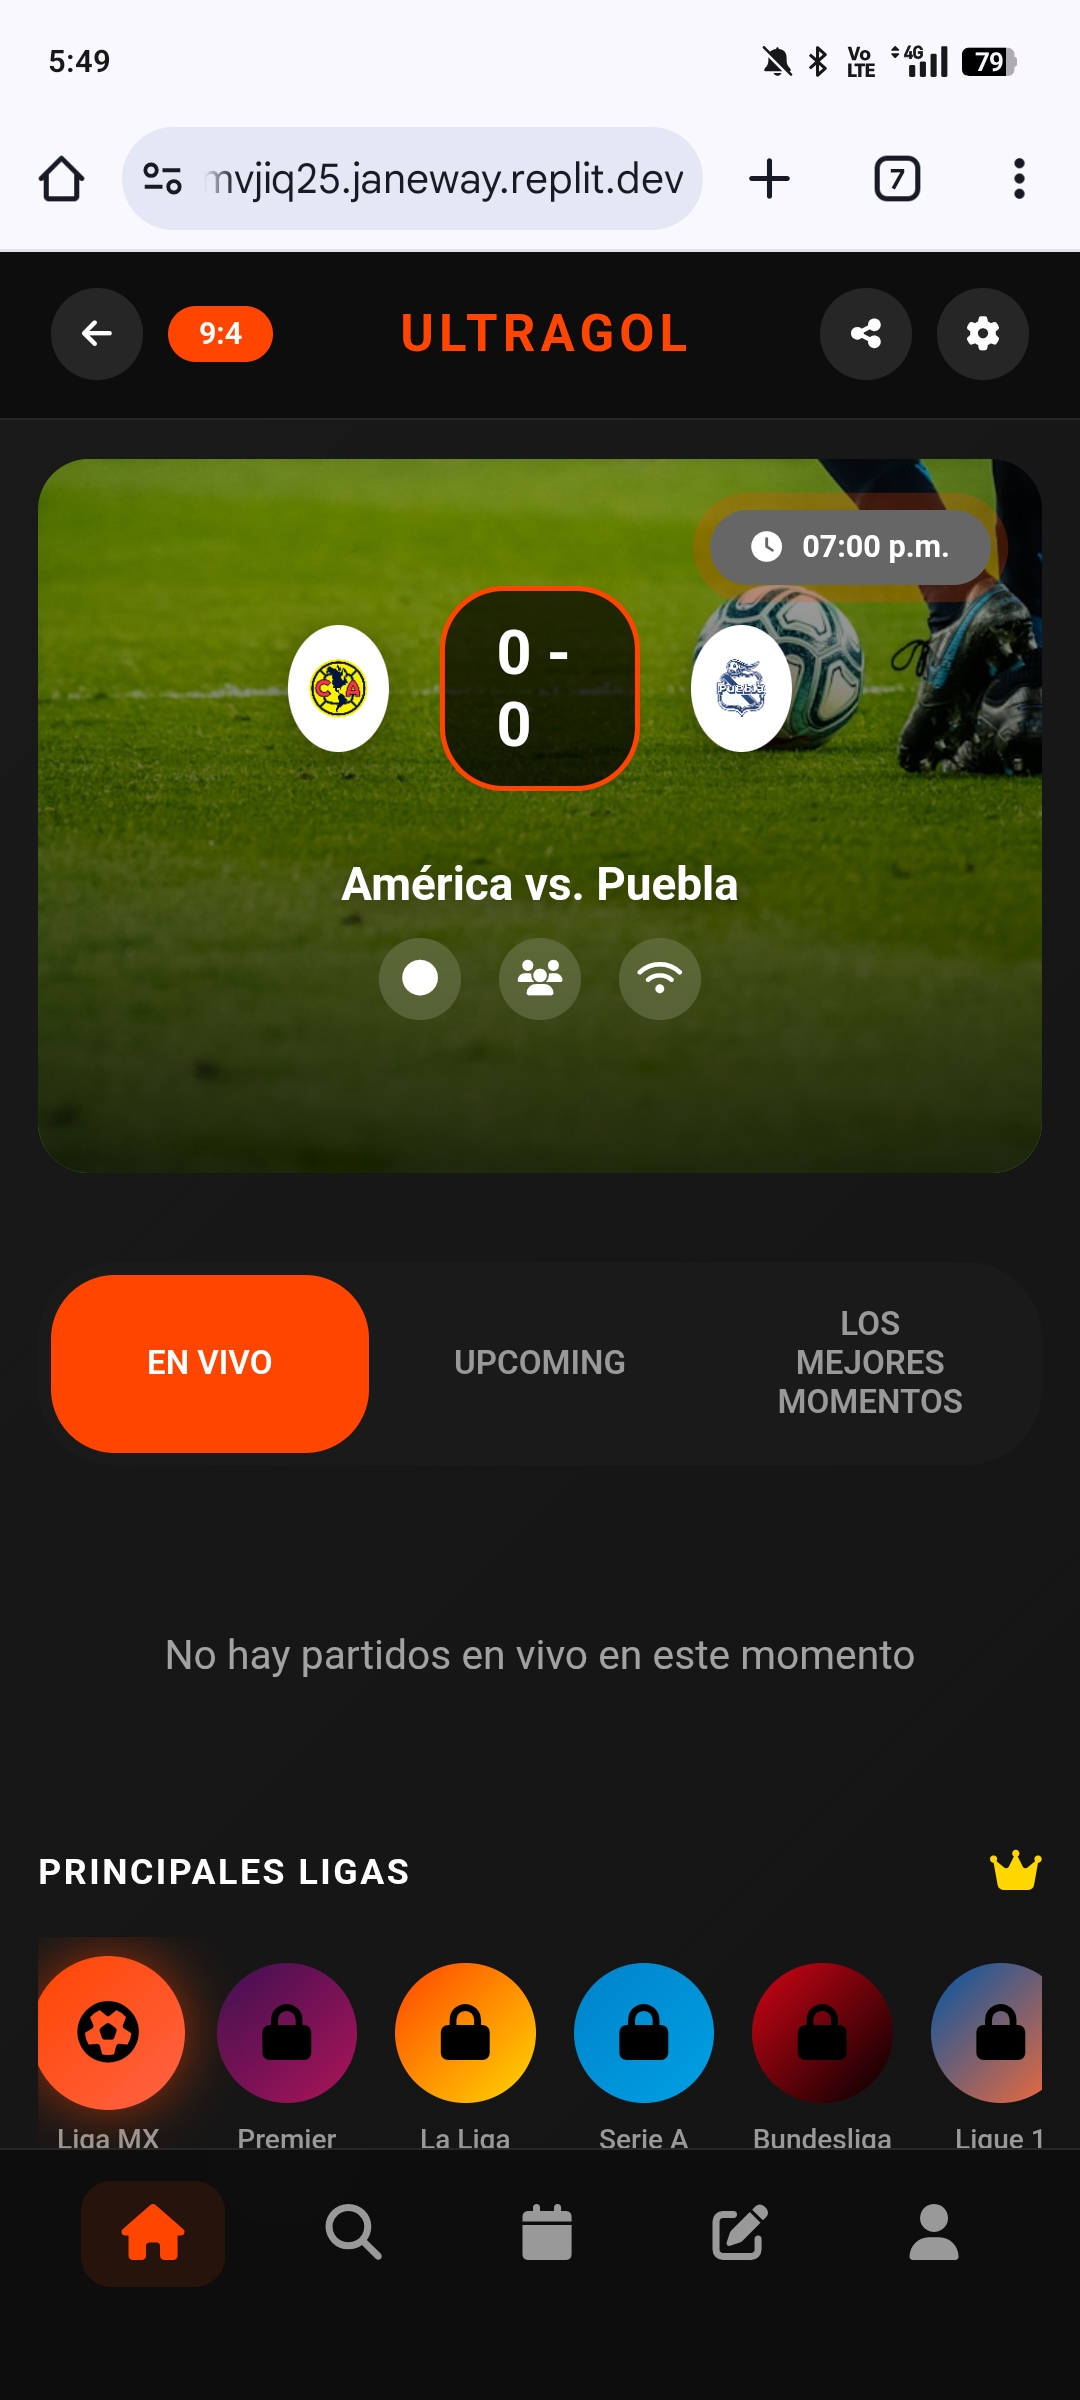 5:49
Vo
LTE
4G
79
mvjiq25.janeway.replit.dev
7
9:4
ULTRAGOL
07:00 p.m.
CA
0 -
0
Puebla
América vs. Puebla
EN VIVO
UPCOMING
LOS
MEJORES
MOMENTOS
No hay partidos en vivo en este momento
PRINCIPALES LIGAS
Liga MX
Premier
La Liga
Serie A
Bundesliga
Ligue 1